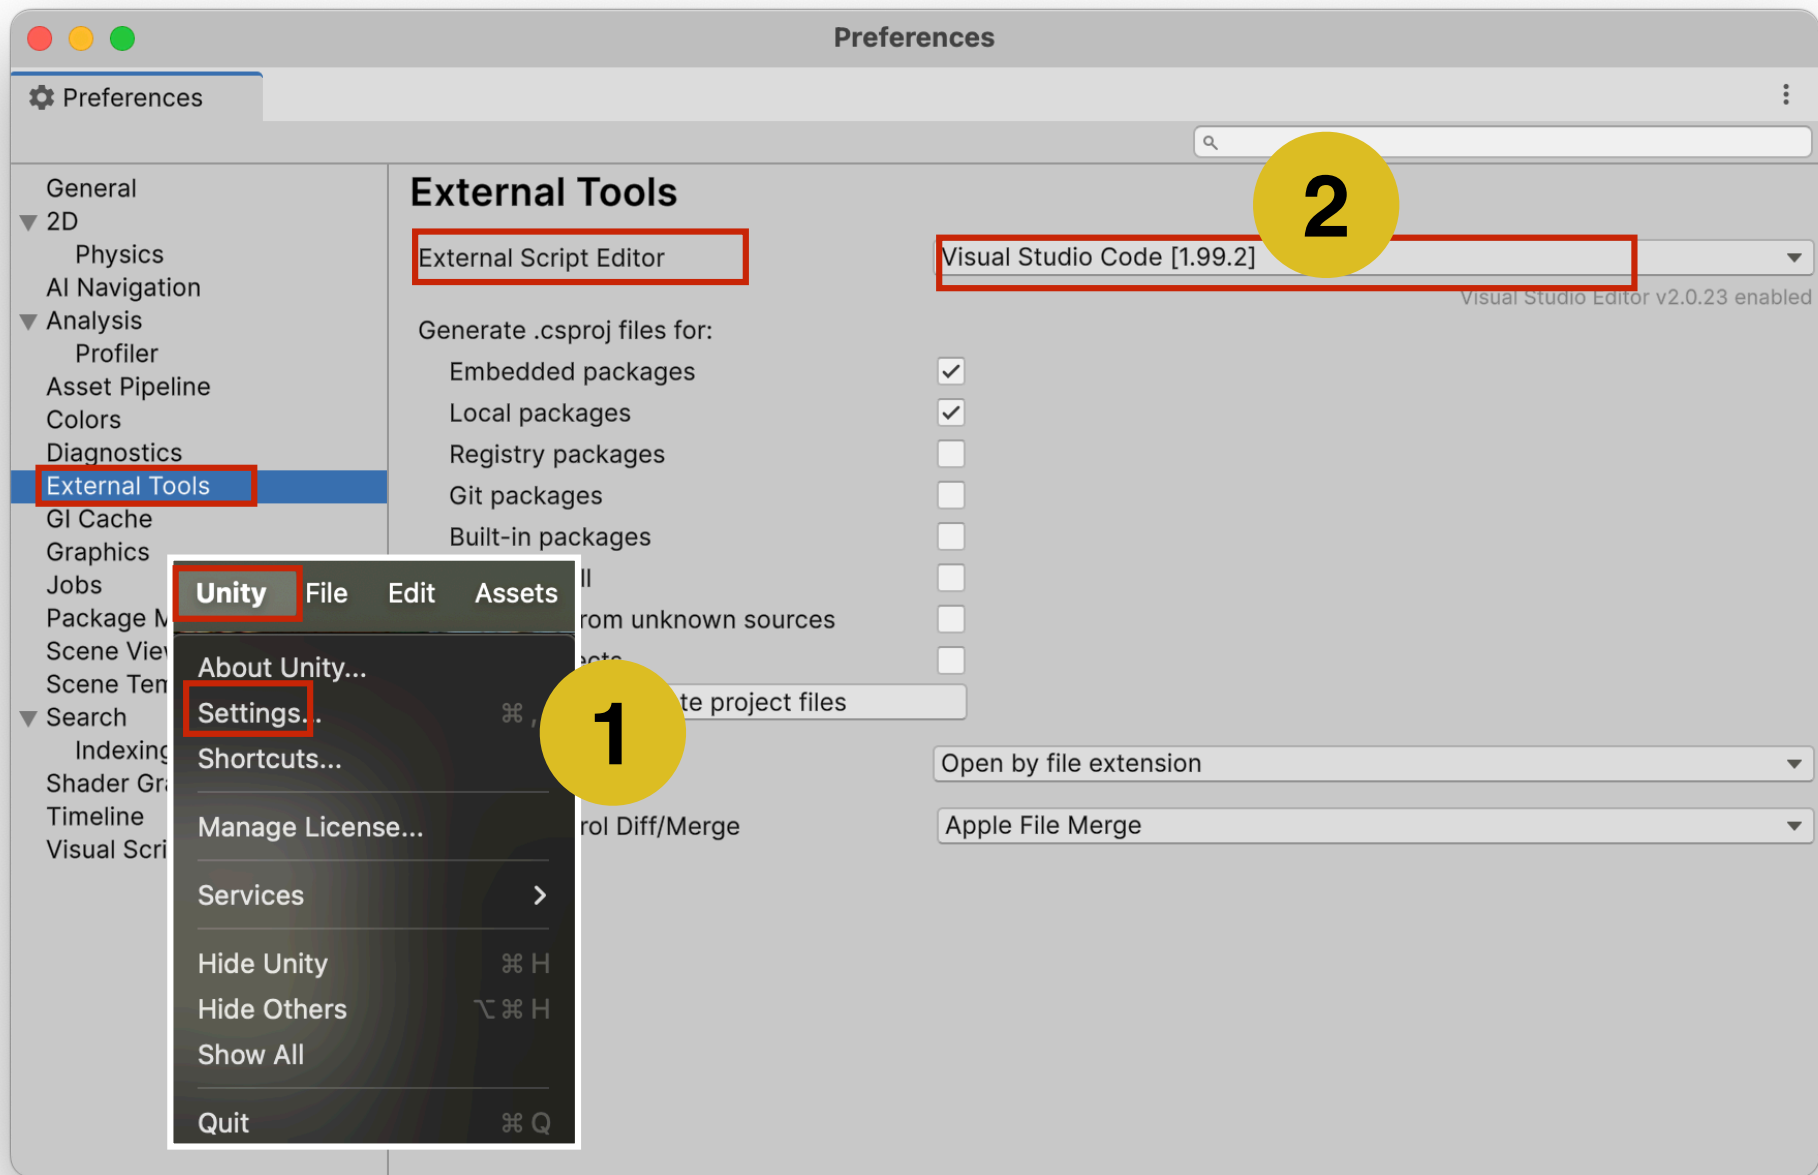 Preferences
Preferences
General
2D
Physics
AI Navigation
Analysis
Profiler
Asset Pipeline
Colors
Diagnostics
External Tools
GI Cache
Graphics
Jobs
Package M
Scene View
Scene Tem
Search
Indexing
Shader Gra
Timeline
Visual Scri
External Tools
2
External Script Editor
Visual Studio Code [1.99.2]
Visual Studio Editor v2.0.23 enabled
Generate .csproj files for:
Embedded packages
Local packages
Registry packages
Git packages
Built-in packages
ll
rom unknown sources
ects
te project files
Open by file extension
rol Diff/Merge
Apple File Merge
Unity File Edit Assets
About Unity...
Settings... ⌘ ,
1
Shortcuts...
Manage License...
Services
Hide Unity ⌘ H
Hide Others ⌥ ⌘ H
Show All
Quit ⌘ Q